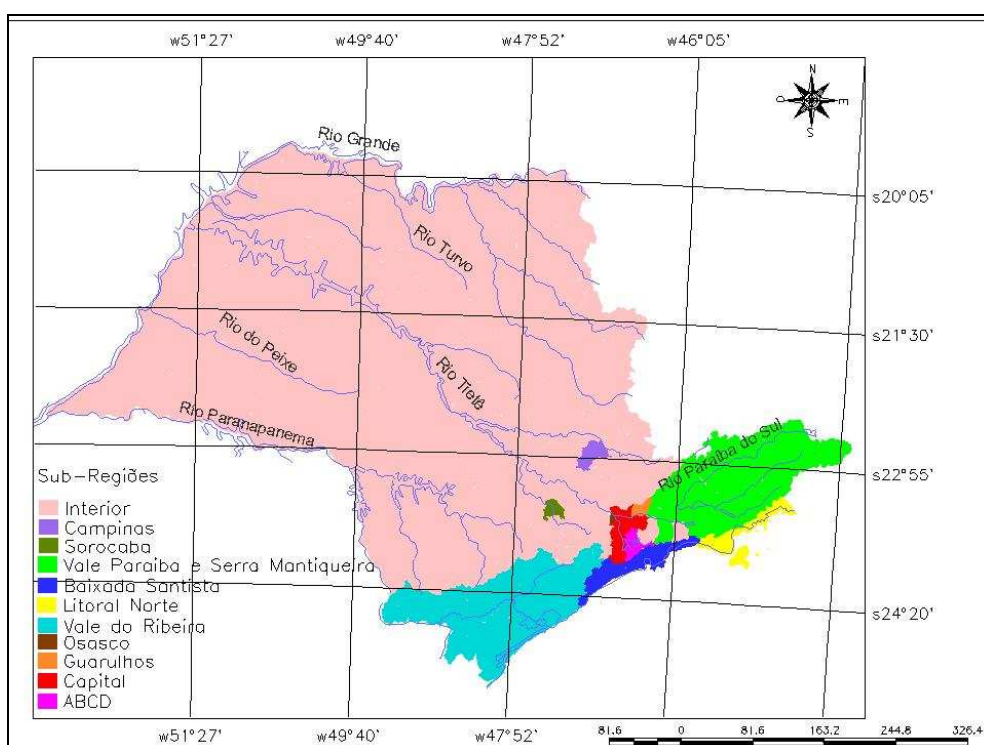 w51°27' w49°40' w47°52' w46°05'
N
O E
S
Rio Grande
s20°05'
Rio Turvo
s21°30'
Rio do Peixe
Rio Tietê
Rio Paranapanema
Rio Paraiba do Sul
s22°55'
Sub-Regiões
Interior
Campinas
Sorocaba
Vale Paraiba e Serra Mantiqueira
Baixada Santista
Litoral Norte
Vale do Ribeira
Osasco
Guarulhos
Capital
ABCD
s24°20'
w51°27' w49°40' w47°52'
81.6 0 81.6 163.2 244.8 326.4